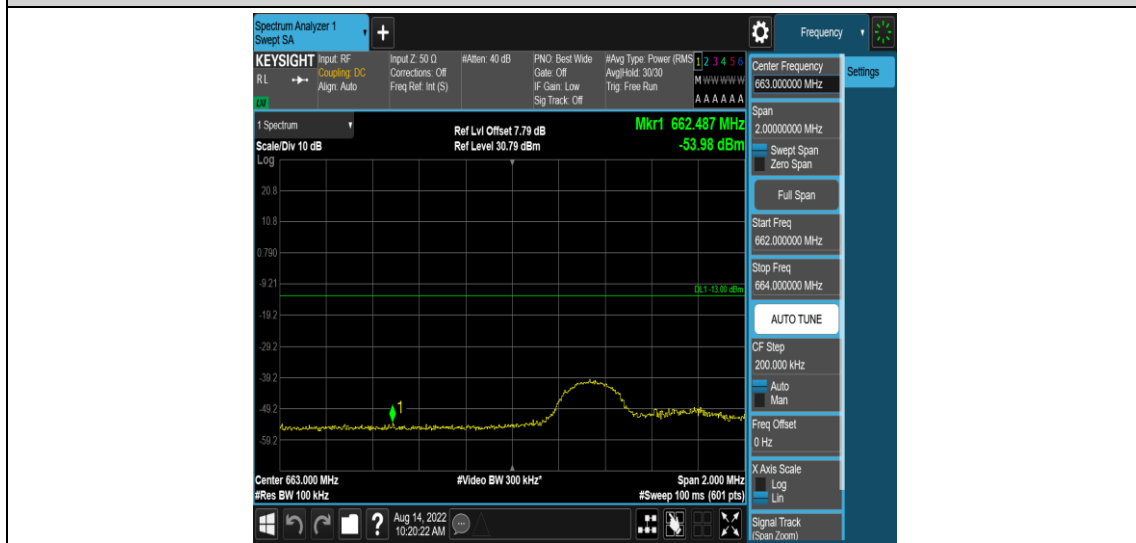 Spectrum Analyzer 1
Swept SA
+
Frequency
KEYSIGHT
RL
LXI
Input: RF
Coupling: DC
Align: Auto
Input Z: 50 Ω
Corrections: Off
Freq Ref: Int (S)
#Atten: 40 dB
PNO: Best Wide
Gate: Off
IF Gain: Low
Sig Track: Off
#Avg Type: Power (RMS
Avg|Hold: 30/30
Trig: Free Run
1 2 3 4 5 6
M W W W W W
A A A A A A
1 Spectrum
Scale/Div 10 dB
Log
Ref Lvl Offset 7.79 dB
Ref Level 30.79 dBm
Mkr1 662.487 MHz
-53.98 dBm
20.8
10.8
0.790
-9.21
DL1 -13.00 dBm
-19.2
-29.2
-39.2
-49.2
1
-59.2
Center 663.000 MHz
#Res BW 100 kHz
#Video BW 300 kHz*
Span 2.000 MHz
#Sweep 100 ms (601 pts)
?
Aug 14, 2022
10:20:22 AM
Center Frequency
663.000000 MHz
Settings
Span
2.00000000 MHz
Swept Span
Zero Span
Full Span
Start Freq
662.000000 MHz
Stop Freq
664.000000 MHz
AUTO TUNE
CF Step
200.000 kHz
Auto
Man
Freq Offset
0 Hz
X Axis Scale
Log
Lin
Signal Track
(Span Zoom)